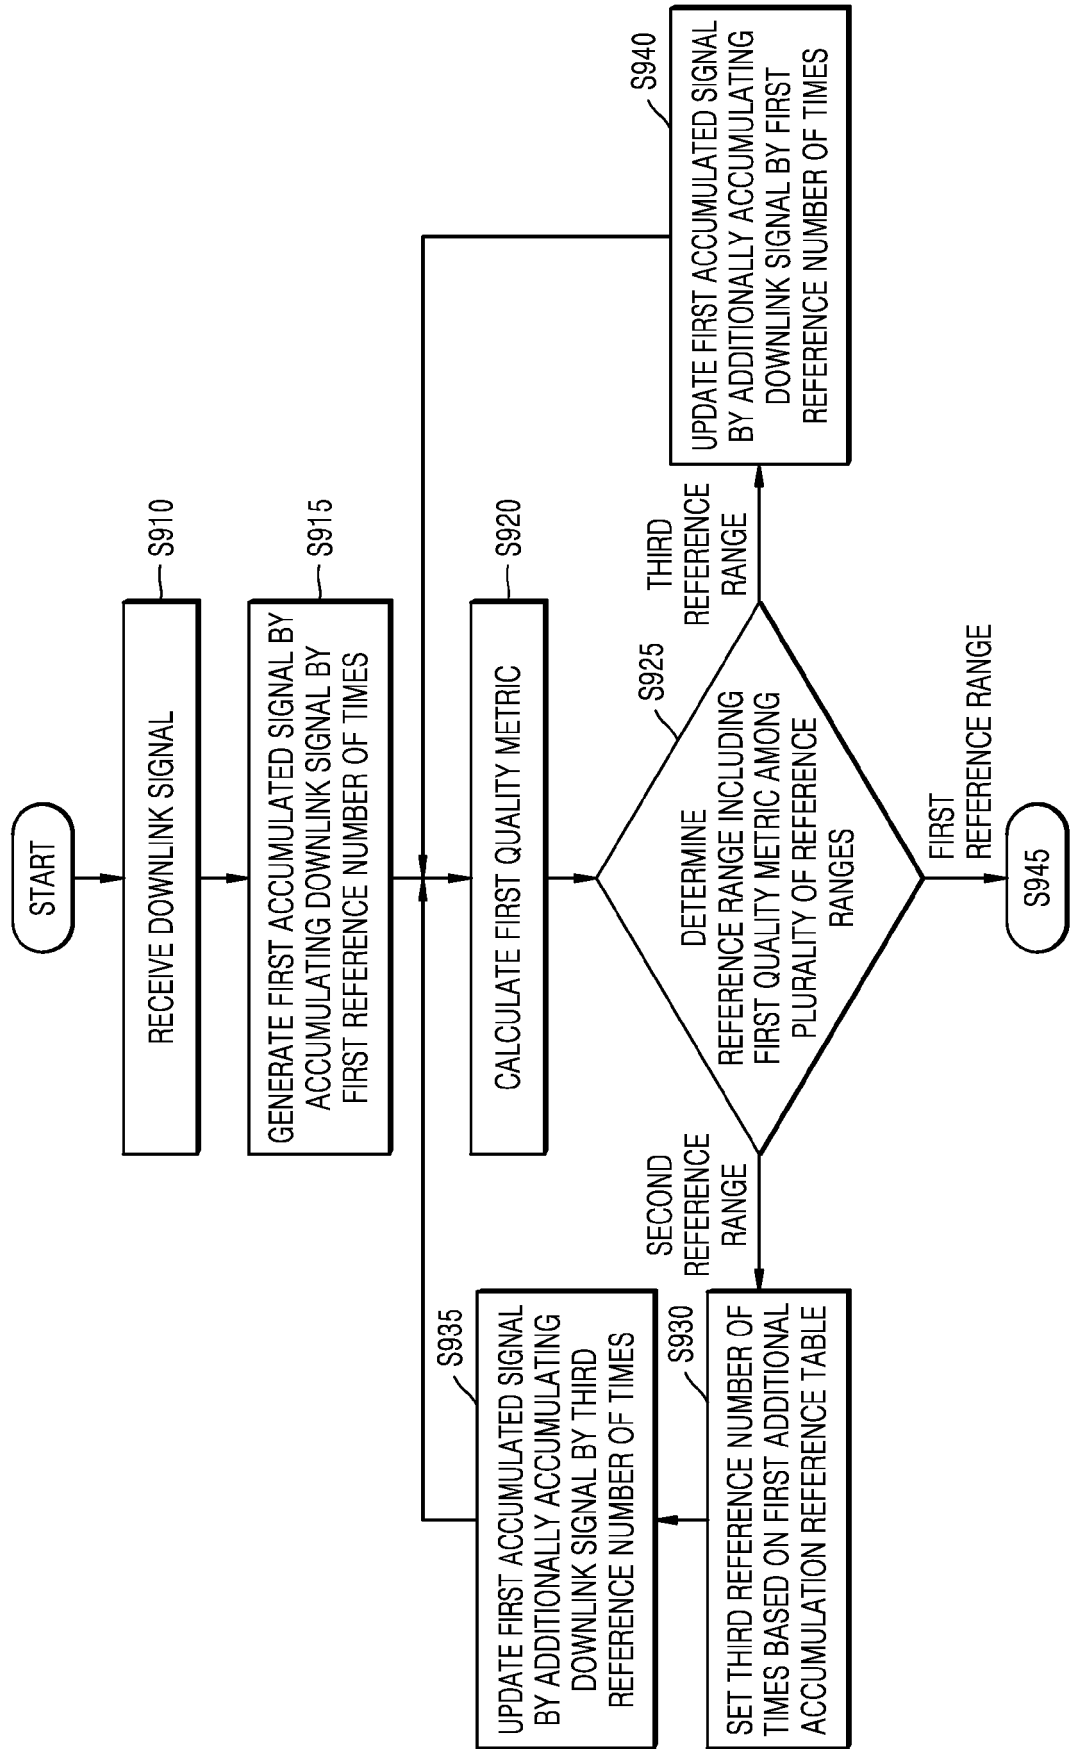 START
RECEIVE DOWNLINK SIGNAL
S910
GENERATE FIRST ACCUMULATED SIGNAL BY
ACCUMULATING DOWNLINK SIGNAL BY
FIRST REFERENCE NUMBER OF TIMES
S915
CALCULATE FIRST QUALITY METRIC
S920
DETERMINE
REFERENCE RANGE INCLUDING
FIRST QUALITY METRIC AMONG
PLURALITY OF REFERENCE
RANGES
S925
SECOND
REFERENCE
RANGE
SET THIRD REFERENCE NUMBER OF
TIMES BASED ON FIRST ADDITIONAL
ACCUMULATION REFERENCE TABLE
S930
UPDATE FIRST ACCUMULATED SIGNAL
BY ADDITIONALLY ACCUMULATING
DOWNLINK SIGNAL BY THIRD
REFERENCE NUMBER OF TIMES
S935
THIRD
REFERENCE
RANGE
UPDATE FIRST ACCUMULATED SIGNAL
BY ADDITIONALLY ACCUMULATING
DOWNLINK SIGNAL BY FIRST
REFERENCE NUMBER OF TIMES
S940
FIRST
REFERENCE RANGE
S945